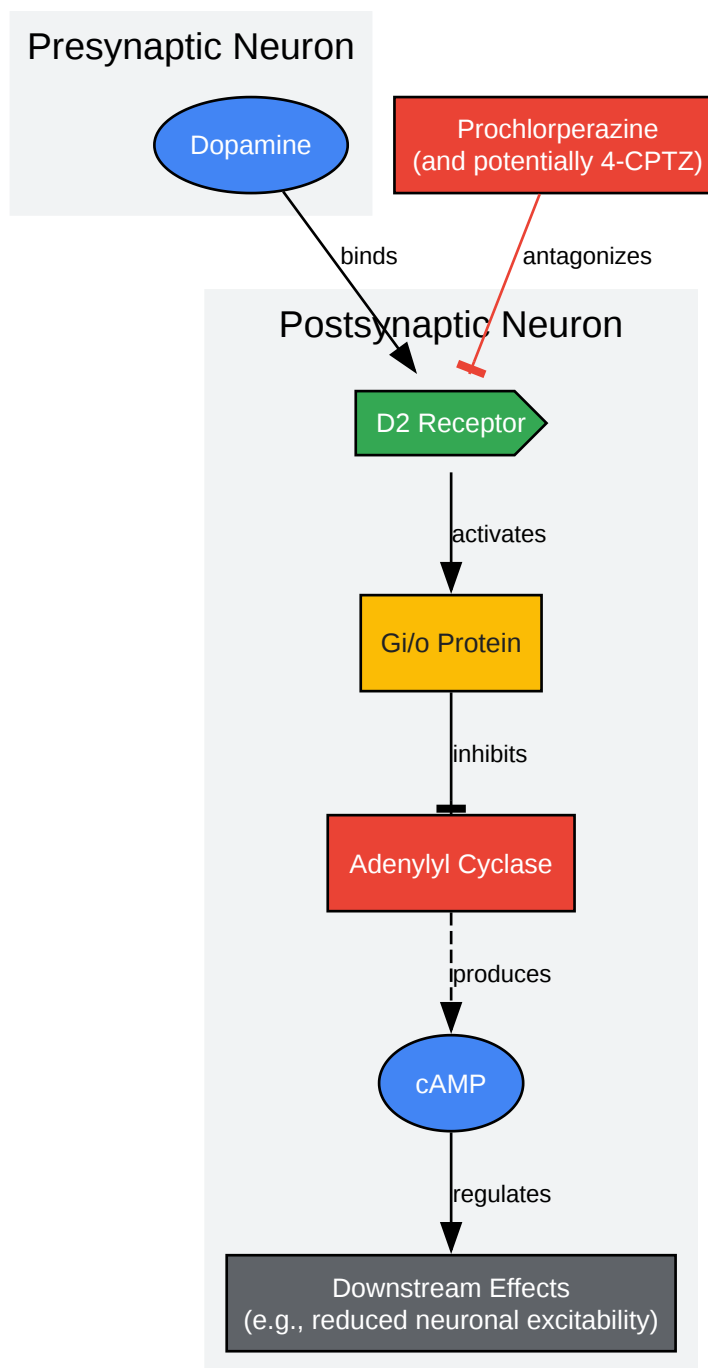 Presynaptic Neuron
Dopamine
Prochlorperazine
(and potentially 4-CPTZ)
binds
antagonizes
Postsynaptic Neuron
D2 Receptor
activates
Gi/o Protein
inhibits
Adenylyl Cyclase
produces
cAMP
regulates
Downstream Effects
(e.g., reduced neuronal excitability)